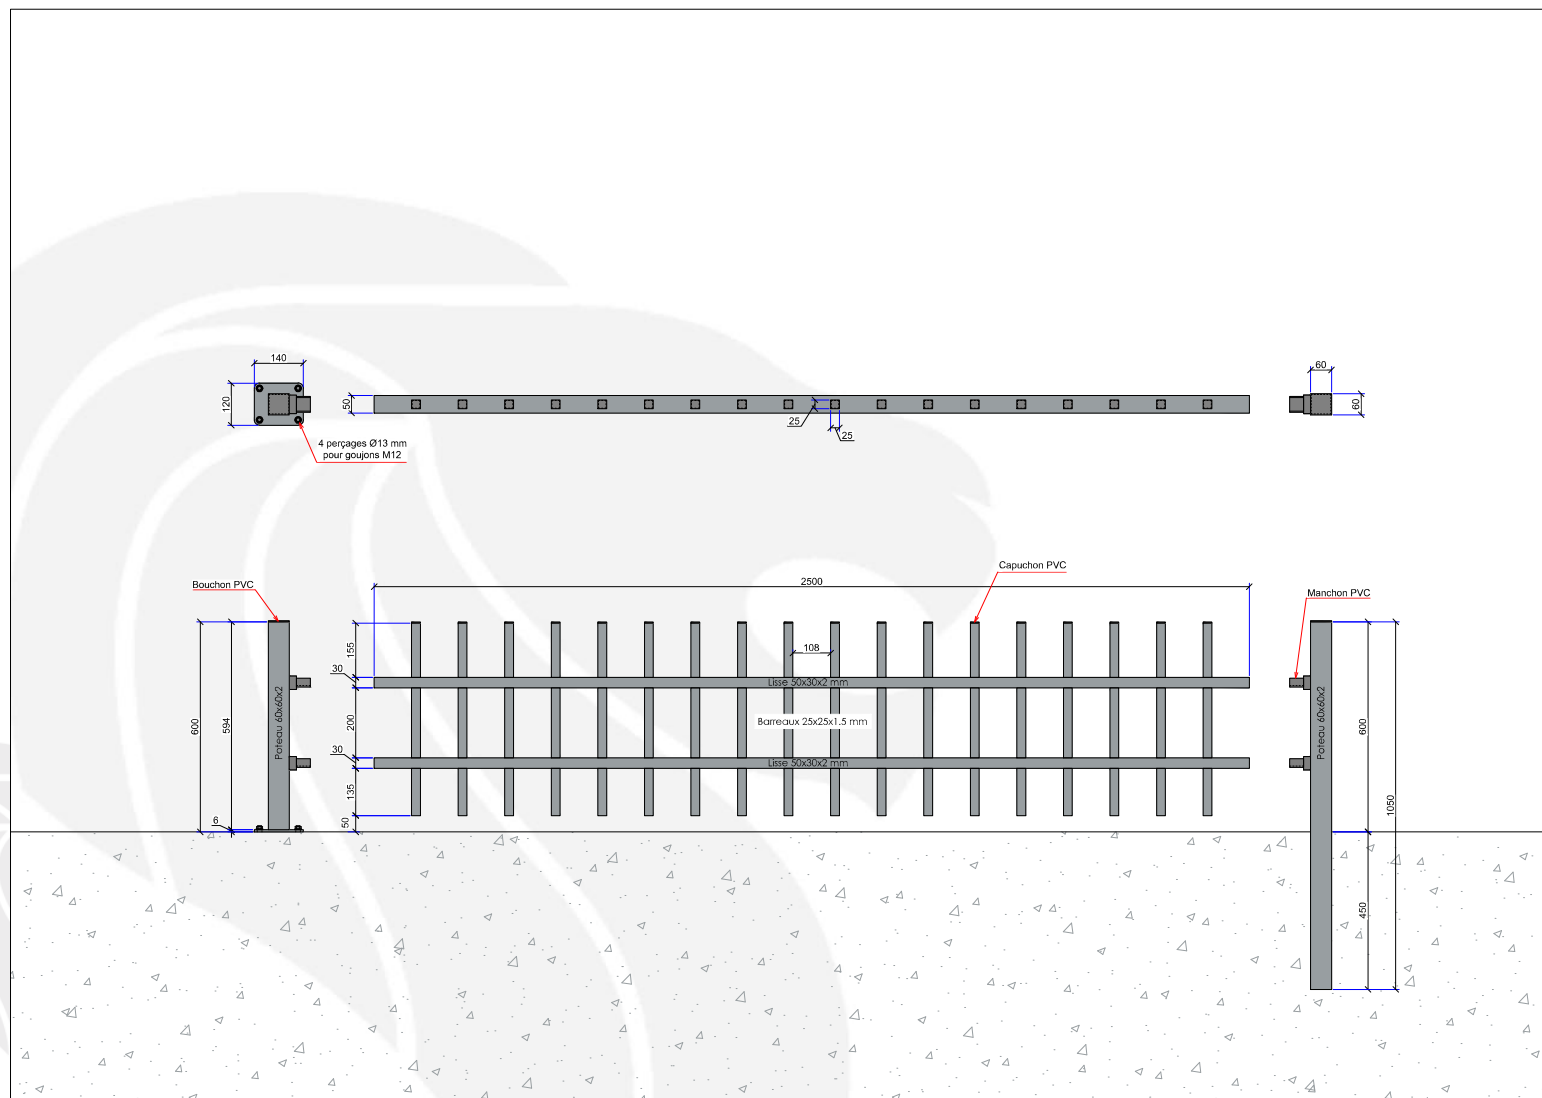 140
120
4 perçages Ø13 mm
pour goujons M12
50
25
25
60
60
Bouchon PVC
2500
Capuchon PVC
Manchon PVC
600
594
6
Poteau 60x60x2
155
30
200
30
135
50
108
Lisse 50x30x2 mm
Barreaux 25x25x1.5 mm
Lisse 50x30x2 mm
Poteau 60x60x2
600
1050
450